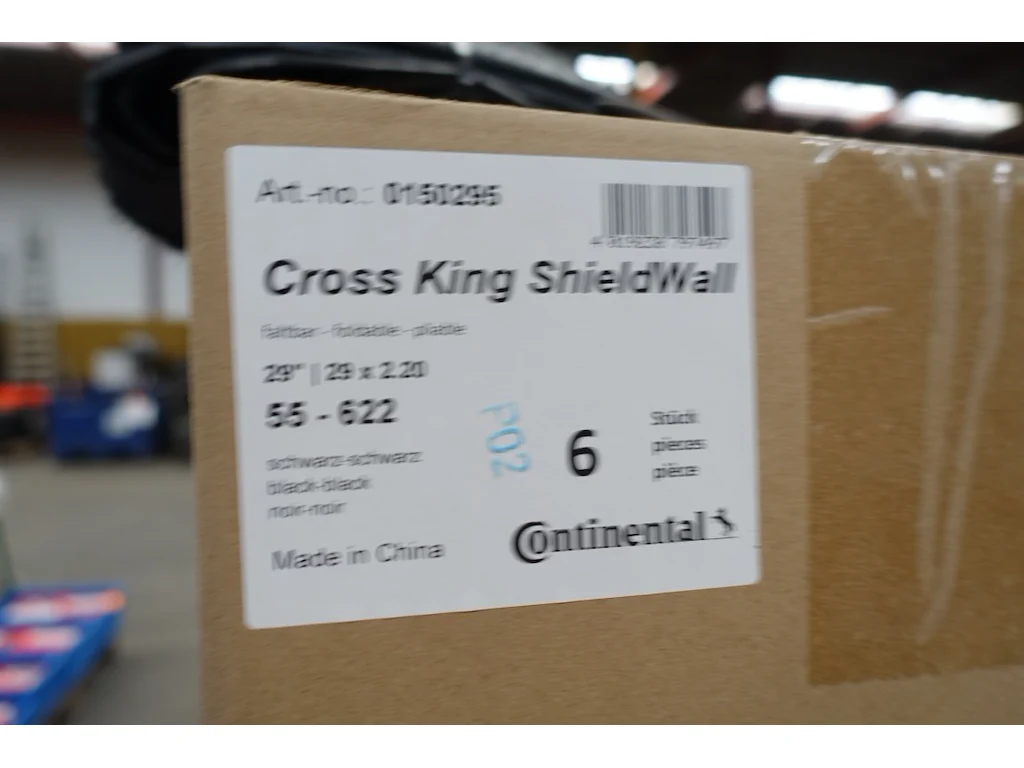 Art.-no.: 0150295
Cross King ShieldWall
faltbar - foldable - pliable
29" | 29 x 2.20
55 - 622
schwarz-schwarz
black-black
noir-noir
P02
6
Stück
pieces
pièce
Made in China
Continental